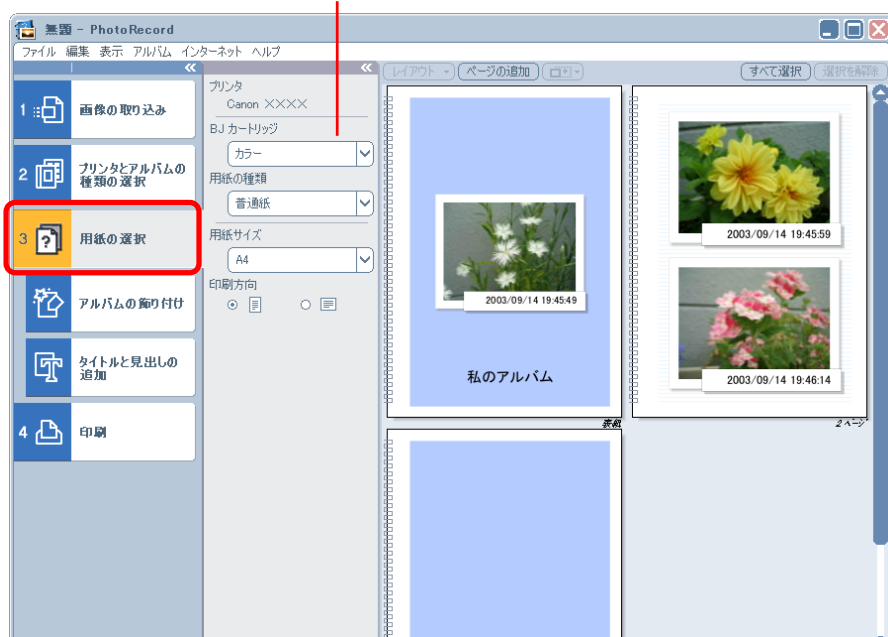 無題 - PhotoRecord
ファイル 編集 表示 アルバム インターネット ヘルプ
1 画像の取り込み
2 プリンタとアルバムの
種類の選択
3 用紙の選択
アルバムの飾り付け
タイトルと見出しの
追加
4 印刷
プリンタ
Canon XXXX
BJ カートリッジ
カラー
用紙の種類
普通紙
用紙サイズ
A4
印刷方向
レイアウト ページの追加 すべて選択 選択を解除
2003/09/14 19:45:49
私のアルバム
表紙
2003/09/14 19:45:59
2003/09/14 19:46:14
2ページ